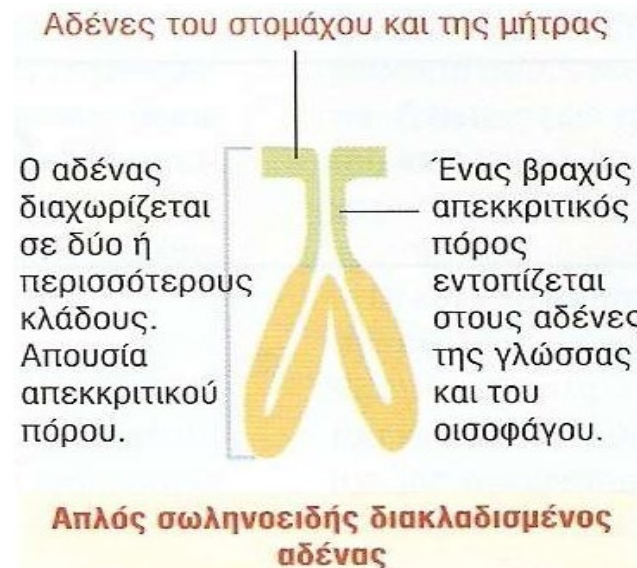 Αδένες του στομάχου και της μήτρας
Ο αδένας
διαχωρίζεται
σε δύο ή
περισσότερους
κλάδους.
Απουσία
απεκκριτικού
πόρου.
Ένας βραχύς
απεκκριτικός
πόρος
εντοπίζεται
στους αδένες
της γλώσσας
και του
οισοφάγου.
Απλός σωληνοειδής διακλαδισμένος
αδένας